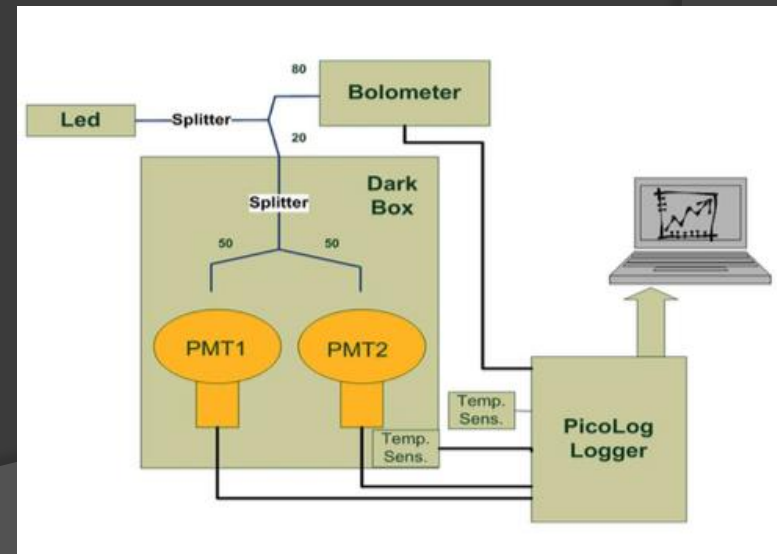 80
Bolometer
Led
Splitter
20
Dark
Box
Splitter
50
50
PMT1
PMT2
Temp.
Sens.
Temp.
Sens.
PicoLog
Logger